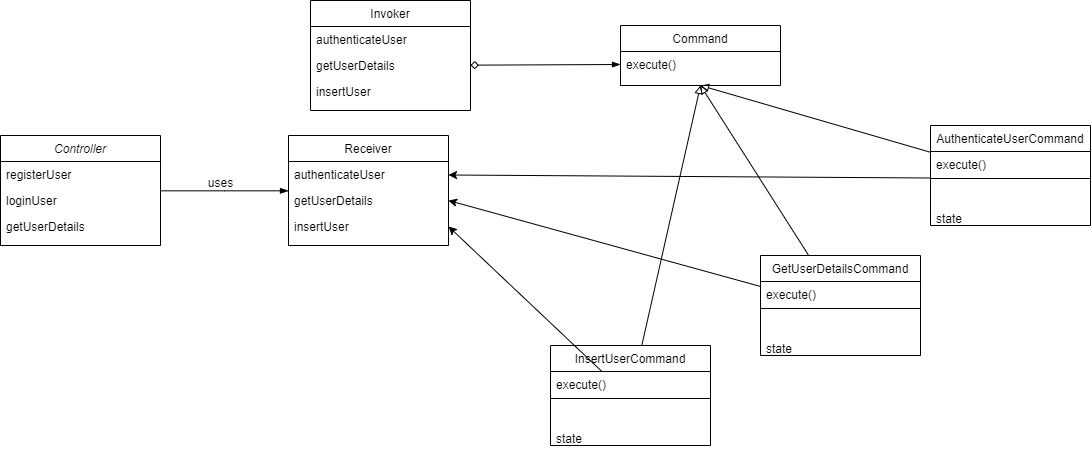 Invoker
authenticateUser
getUserDetails
insertUser
Command
execute()
Controller
registerUser
loginUser
getUserDetails
uses
Receiver
authenticateUser
getUserDetails
insertUser
AuthenticateUserCommand
execute()
state
GetUserDetailsCommand
execute()
state
InsertUserCommand
execute()
state